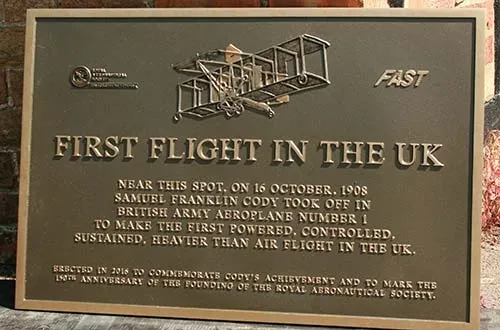 ROYAL
AERONAUTICAL
SOCIETY
FAST
FIRST FLIGHT IN THE UK
NEAR THIS SPOT, ON 16 OCTOBER, 1908
SAMUEL FRANKLIN CODY TOOK OFF IN
BRITISH ARMY AEROPLANE NUMBER 1
TO MAKE THE FIRST POWERED, CONTROLLED,
SUSTAINED, HEAVIER THAN AIR FLIGHT IN THE UK.
ERECTED IN 2016 TO COMMEMORATE CODY'S ACHIEVEMENT AND TO MARK THE
150TH ANNIVERSARY OF THE FOUNDING OF THE ROYAL AERONAUTICAL SOCIETY.